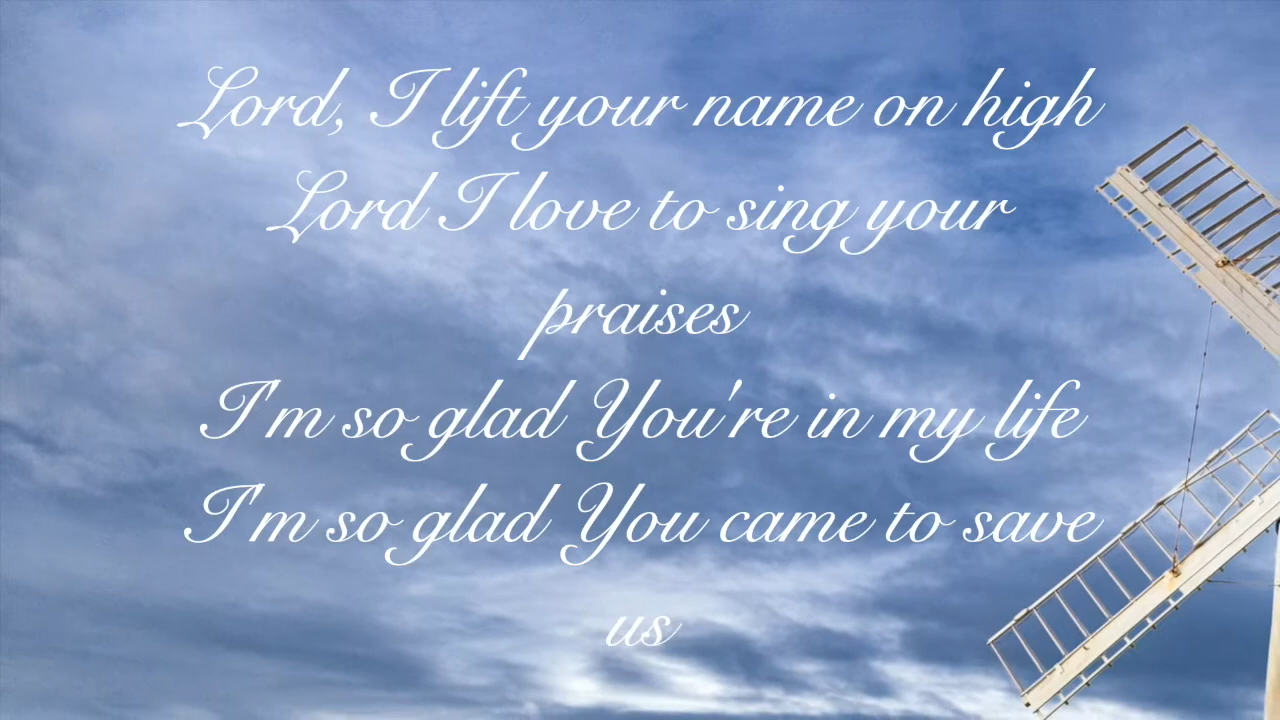 Lord, I lift your name on high
Lord I love to sing your
praises
I'm so glad You're in my life
I'm so glad You came to save
us